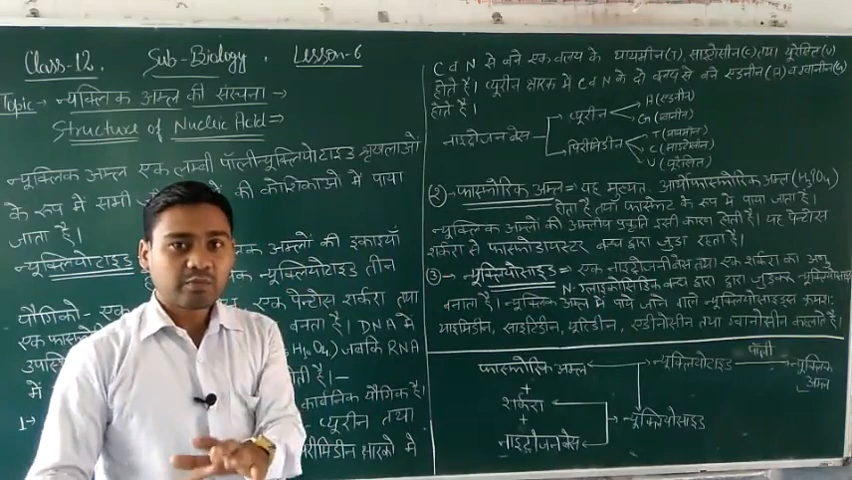 Class-12. Sub-Biology. Lesson-6
Topic → न्यूक्लिक अम्ल की संरचना →
Structure of Nucleic Acid ⇒
न्यूक्लिक अम्ल एक लम्बी पॉलीन्यूक्लियोटाइड श्रृंखलाओं
के रूप में सभी की कोशिकाओं में पाया
जाता है।
न्यूक्लियोटाइड अम्लों की इकाइयाँ
न्यूक्लियोटाइड तीन
यौगिको - एक एक पेन्टोस शर्करा तथा
एक बनता है। DNA में
जबकि RNA
में होती है।-
1→ कार्बनिक यौगिक है।
प्यूरीन तथा
क्षारको में
C व N से बने एक वलय के थायमीन (T), साइटोसीन (C) तथा यूरेसिल (U)
होते हैं। प्यूरीन क्षारक में C व N के दो वलय से बने एडनीन (A) व ग्वानीन (G)
होते हैं।
A (एडनीन)
प्यूरीन
G (ग्वानीन)
नाइट्रोजन बेस
T (थायमीन)
पिरिमिडीन C (साइटोसीन)
U (यूरेसिल)
(2) → फास्फोरिक अम्ल = यह मुख्यतः आर्थोफास्फोरिक अम्ल (H₃PO₄)
होता है तथा फास्फेट के रूप में पाया जाता है।
न्यूक्लिक अम्लों की अम्लीय प्रकृति इसी कारण होती है। यह पेन्टोस
शर्करा से फास्फोडायस्टर बन्ध द्वारा जुड़ा रहता है।
(3) → न्यूक्लियोसाइड = एक नाइट्रोजनी बेस तथा एक शर्करा का अणु
N-ग्लाइकोसिडिक बन्ध द्वारा जुड़कर न्यूक्लियोसाइड
बनाता है। न्यूक्लिक अम्ल में पाये जाने वाले न्यूक्लियोसाइड्स क्रमशः
थाइमिडीन, साइटिडीन, यूरिडीन, एडीनोसीन तथा ग्वानोसीन कहलाते हैं।
फास्फोरिक अम्ल न्यूक्लियोटाइड पॉली न्यूक्लिक
अम्ल
+
शर्करा
+ न्यूक्लियोसाइड
नाइट्रोजन बेस